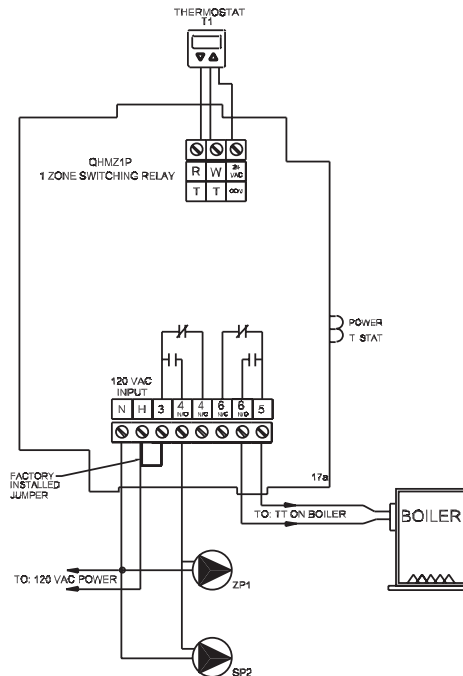 THERMOSTAT
T1
QHMZ1P
1 ZONE SWITCHING RELAY
R W 24 VAC
T T COM
POWER
T STAT
120 VAC
INPUT
N H 3 4 N/O 4 N/C 6 N/C 6 N/O 5
FACTORY
INSTALLED
JUMPER
17a
TO: TT ON BOILER
BOILER
TO: 120 VAC POWER
ZP1
SP2